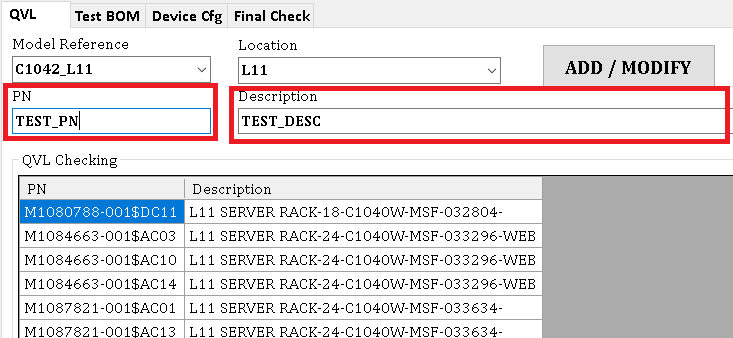 QVL Test BOM Device Cfg Final Check
Model Reference Location
C1042_L11 L11 ADD / MODIFY
PN Description
TEST_PN TEST_DESC
QVL Checking
PN Description
M1080788-001$DC11 L11 SERVER RACK-18-C1040W-MSF-032804-
M1084663-001$AC03 L11 SERVER RACK-24-C1040W-MSF-033296-WEB
M1084663-001$AC10 L11 SERVER RACK-24-C1040W-MSF-033296-WEB
M1084663-001$AC14 L11 SERVER RACK-24-C1040W-MSF-033296-WEB
M1087821-001$AC01 L11 SERVER RACK-24-C1040W-MSF-033634-
M1087821-001$AC13 L11 SERVER RACK-24-C1040W-MSF-033634-